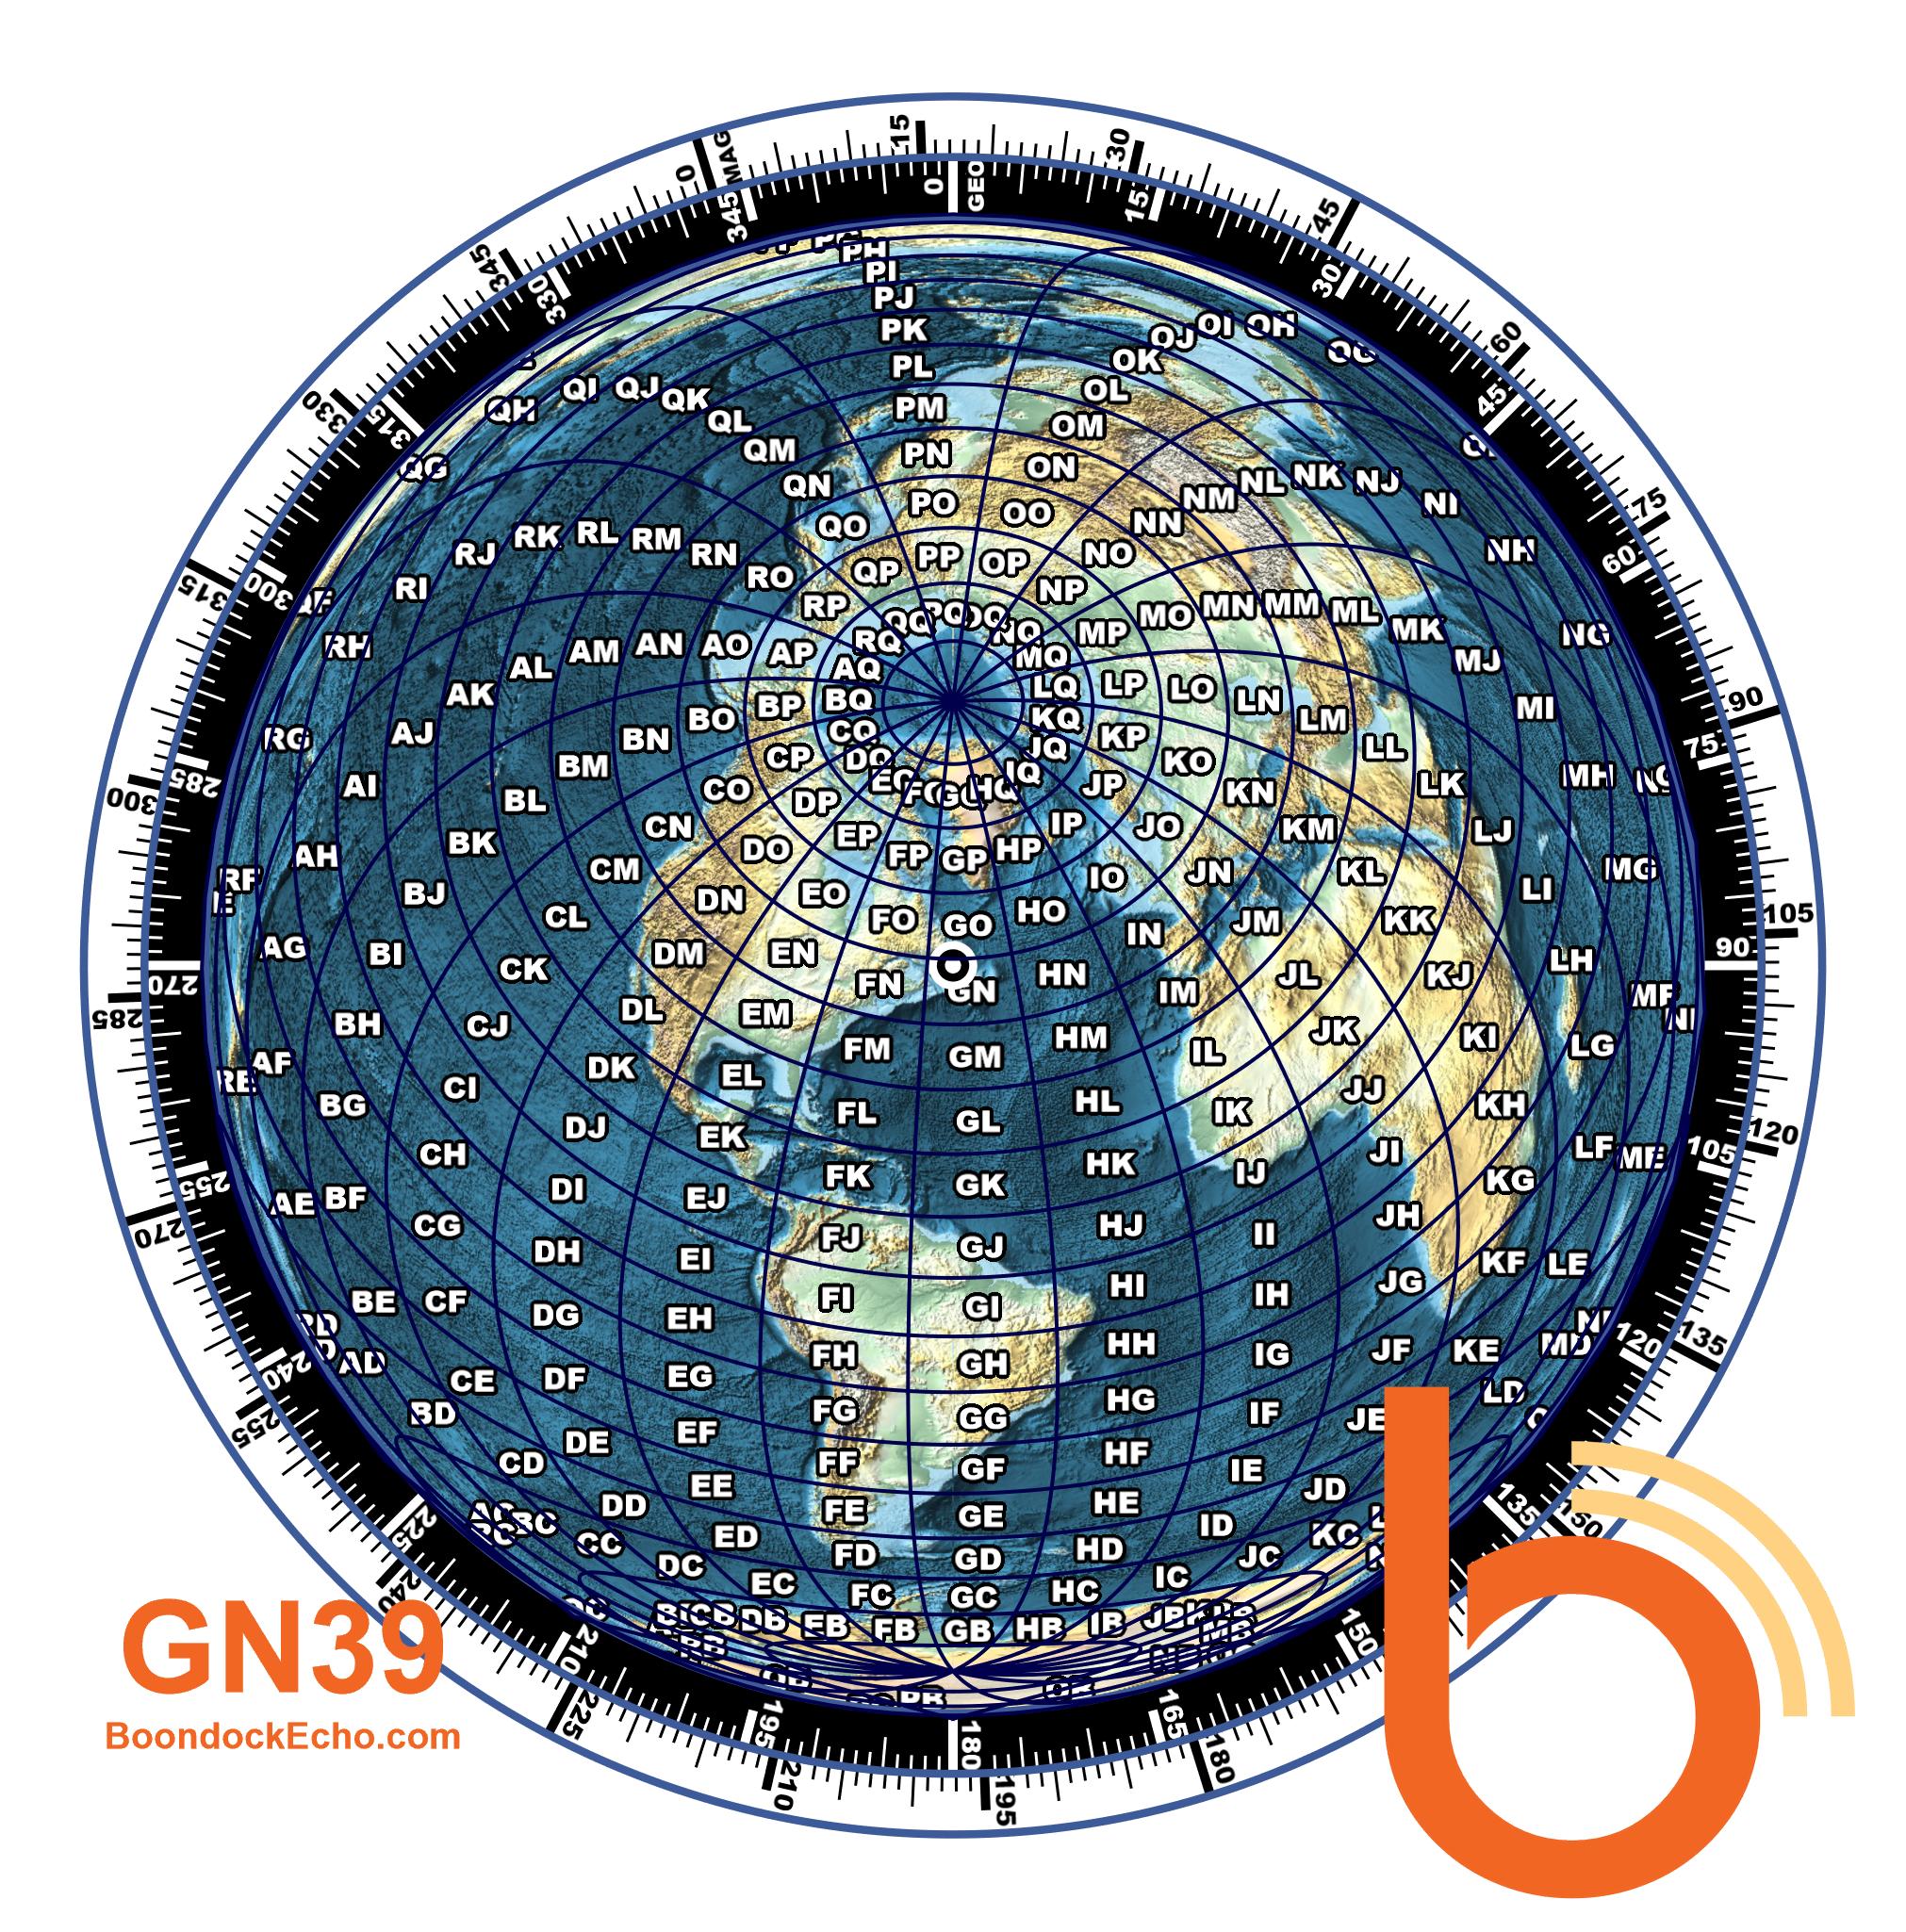 15
30
45
60
75
90
105
120
135
150
180
195
210
225
240
255
270
285
300
315
330
345
0
MAG
0
GEO
15
30
45
60
75
90
105
120
135
150
165
180
195
210
225
240
255
270
285
300
315
330
345
PH
PI
PJ
PK
PL
PM
PN
PO
PP
PQ
OH
OI
OJ
OK
OL
OM
ON
OO
OP
QG
QH
QI
QJ
QK
QL
QM
QN
QO
QP
QQ
NG
NH
NI
NJ
NK
NL
NM
NN
NO
NP
NQ
RE
RF
RG
RH
RI
RJ
RK
RL
RM
RN
RO
RP
RQ
MD
ME
MF
MG
MH
MI
MJ
MK
ML
MM
MN
MO
MP
MQ
AD
AE
AF
AG
AH
AI
AJ
AK
AL
AM
AN
AO
AP
AQ
LD
LE
LF
LG
LH
LI
LJ
LK
LL
LM
LN
LO
LP
LQ
BC
BD
BE
BF
BG
BH
BI
BJ
BK
BL
BM
BN
BO
BP
BQ
KC
KE
KF
KG
KH
KI
KJ
KK
KL
KM
KN
KO
KP
KQ
CB
CC
CD
CE
CF
CG
CH
CI
CJ
CK
CL
CM
CN
CO
CP
CQ
JC
JD
JE
JF
JG
JH
JI
JJ
JK
JL
JM
JN
JO
JP
JQ
DB
DC
DD
DE
DF
DG
DH
DI
DJ
DK
DL
DM
DN
DO
DP
DQ
IB
IC
ID
IE
IF
IG
IH
II
IJ
IK
IL
IM
IN
IO
IP
IQ
EB
EC
ED
EE
EF
EG
EH
EI
EJ
EK
EL
EM
EN
EO
EP
HB
HC
HD
HE
HF
HG
HH
HI
HJ
HK
HL
HM
HN
HO
HP
HQ
FB
FC
FD
FE
FF
FG
FH
FI
FJ
FK
FL
FM
FN
FO
FP
GB
GC
GD
GE
GF
GG
GH
GI
GJ
GK
GL
GM
GN
GO
GP
GN39
BoondockEcho.com
b